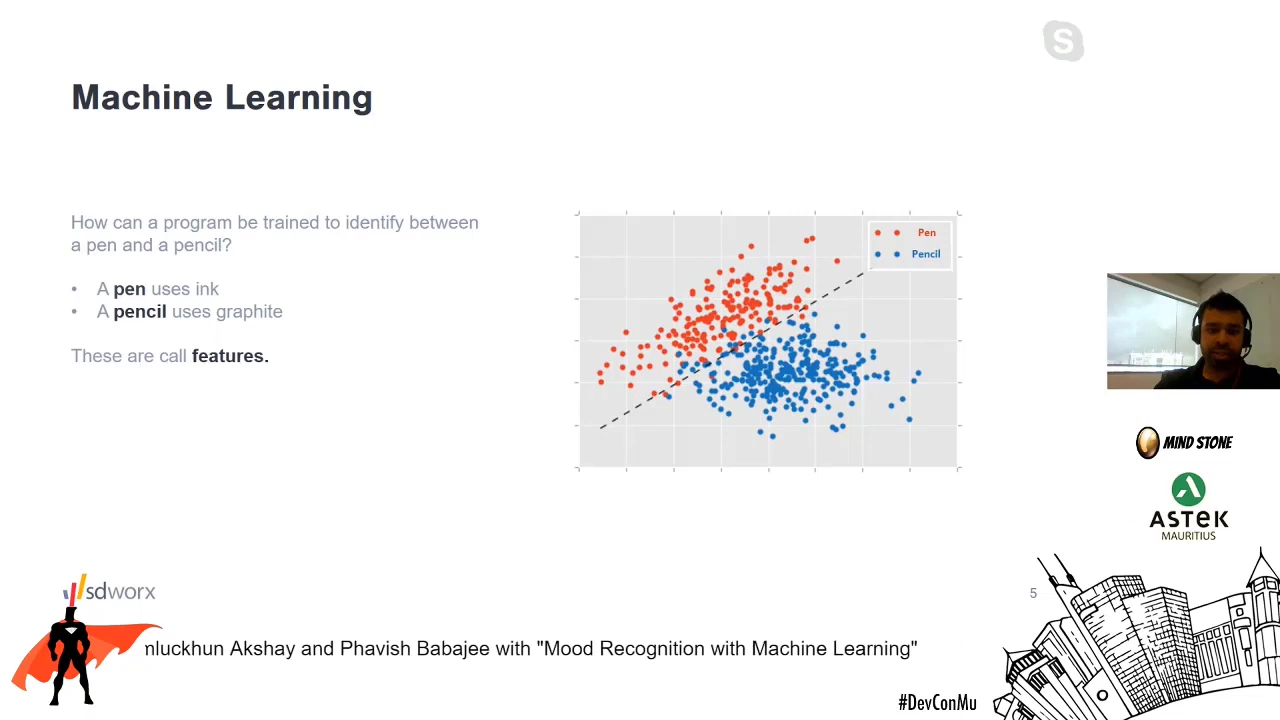 S
Machine Learning
How can a program be trained to identify between
a pen and a pencil?
• A pen uses ink
• A pencil uses graphite
These are call features.
Pen
Pencil
MIND STONE
ASTEK
MAURITIUS
sdworx
5
mluckhun Akshay and Phavish Babajee with "Mood Recognition with Machine Learning"
#DevConMu